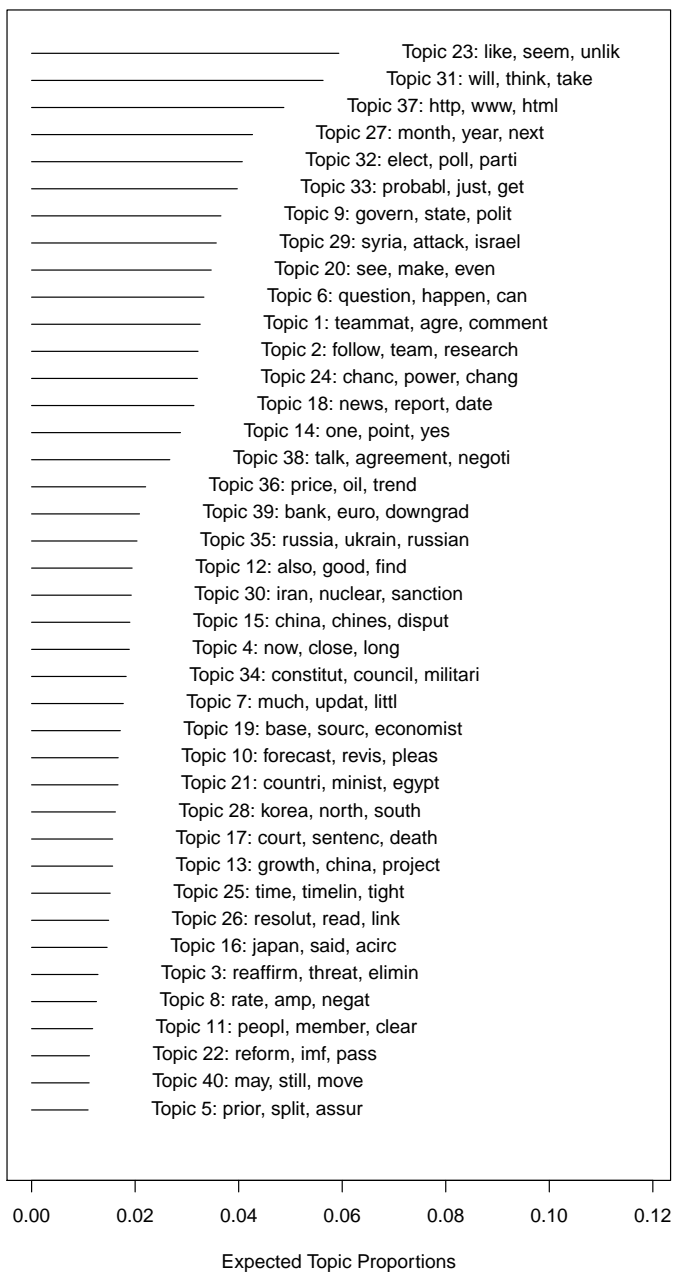 Topic 23: like, seem, unlik
Topic 31: will, think, take
Topic 37: http, www, html
Topic 27: month, year, next
Topic 32: elect, poll, parti
Topic 33: probabl, just, get
Topic 9: govern, state, polit
Topic 29: syria, attack, israel
Topic 20: see, make, even
Topic 6: question, happen, can
Topic 1: teammat, agre, comment
Topic 2: follow, team, research
Topic 24: chanc, power, chang
Topic 18: news, report, date
Topic 14: one, point, yes
Topic 38: talk, agreement, negoti
Topic 36: price, oil, trend
Topic 39: bank, euro, downgrad
Topic 35: russia, ukrain, russian
Topic 12: also, good, find
Topic 30: iran, nuclear, sanction
Topic 15: china, chines, disput
Topic 4: now, close, long
Topic 34: constitut, council, militari
Topic 7: much, updat, littl
Topic 19: base, sourc, economist
Topic 10: forecast, revis, pleas
Topic 21: countri, minist, egypt
Topic 28: korea, north, south
Topic 17: court, sentenc, death
Topic 13: growth, china, project
Topic 25: time, timelin, tight
Topic 26: resolut, read, link
Topic 16: japan, said, acirc
Topic 3: reaffirm, threat, elimin
Topic 8: rate, amp, negat
Topic 11: peopl, member, clear
Topic 22: reform, imf, pass
Topic 40: may, still, move
Topic 5: prior, split, assur
0.00 0.02 0.04 0.06 0.08 0.10 0.12
Expected Topic Proportions